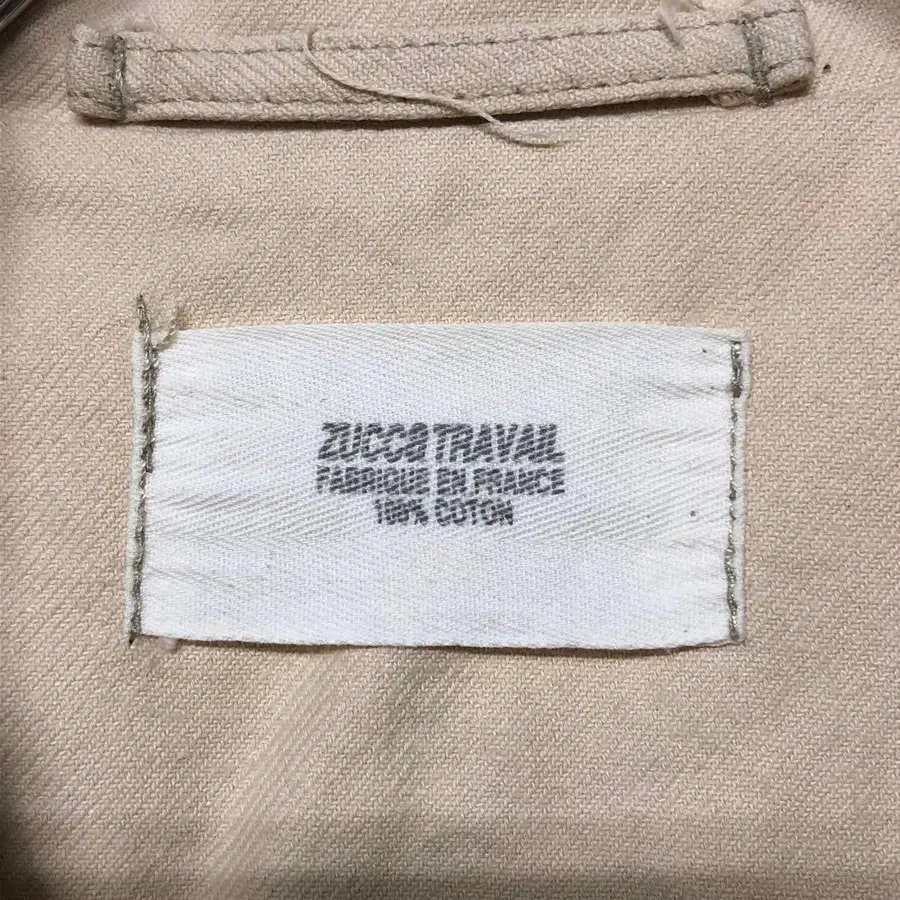 ZUCCa TRAVAIL
FABRIQUE EN FRANCE
100% COTON